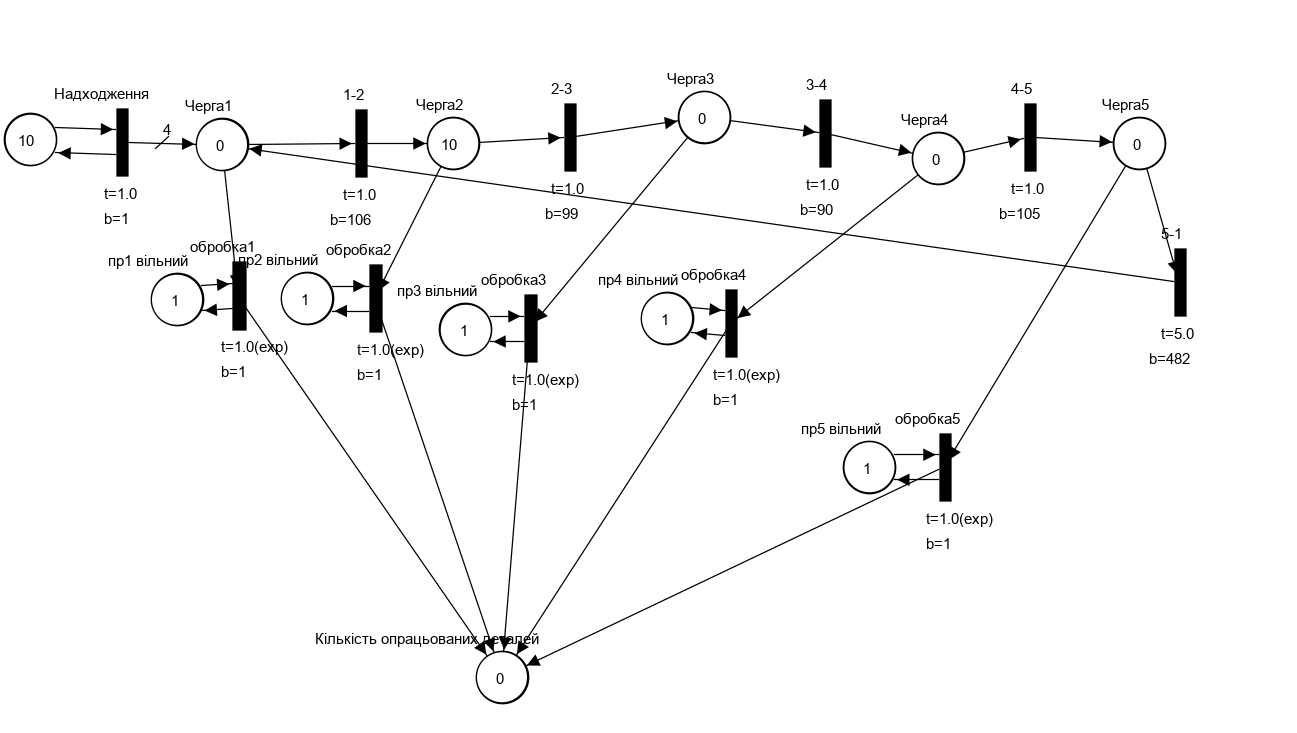 Надходження
10
4
t=1.0
b=1
Черга1
0
1-2
t=1.0
b=106
Черга2
10
2-3
t=1.0
b=99
Черга3
0
3-4
t=1.0
b=90
Черга4
0
4-5
t=1.0
b=105
Черга5
0
5-1
t=5.0
b=482
пр1 вільний
1
обробка1
t=1.0(exp)
b=1
пр2 вільний
1
обробка2
t=1.0(exp)
b=1
пр3 вільний
1
обробка3
t=1.0(exp)
b=1
пр4 вільний
1
обробка4
t=1.0(exp)
b=1
пр5 вільний
1
обробка5
t=1.0(exp)
b=1
Кількість опрацьованих деталей
0